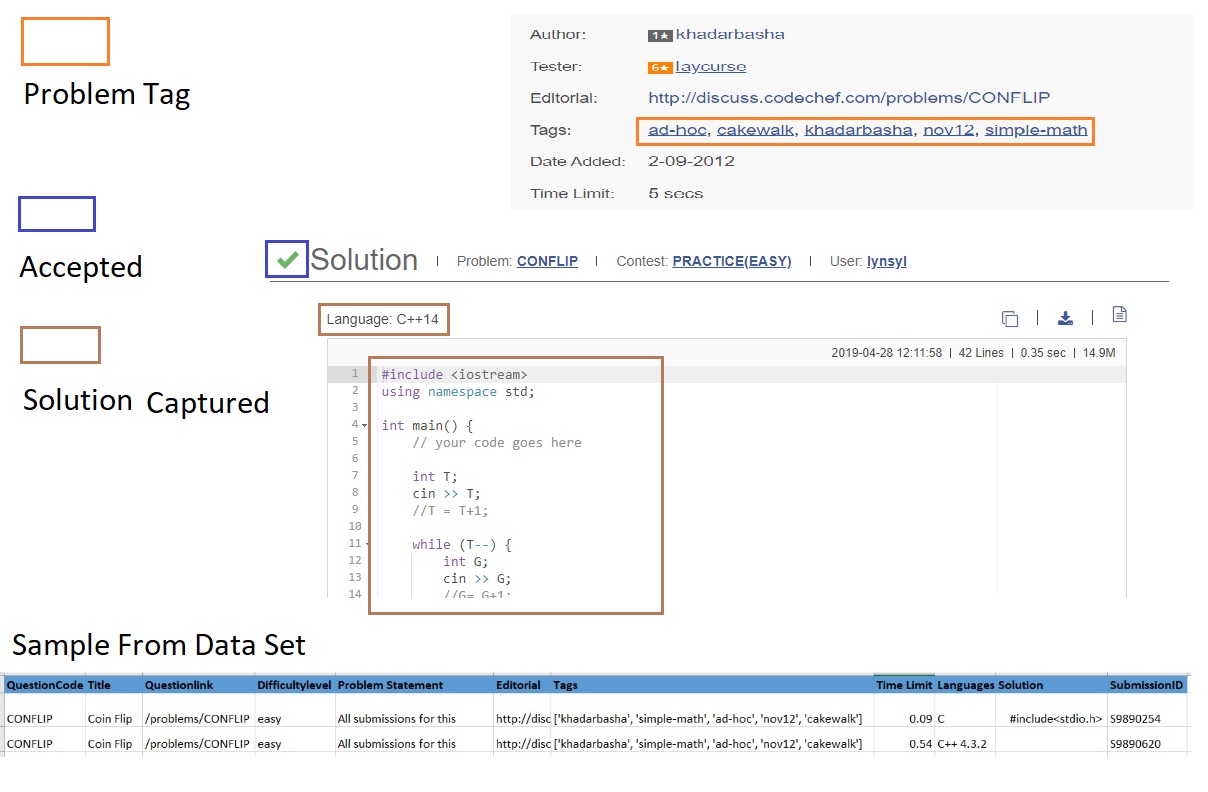 Problem Tag
Author: 1★ khadarbasha
Tester: 6★ laycurse
Editorial: http://discuss.codechef.com/problems/CONFLIP
Tags: ad-hoc, cakewalk, khadarbasha, nov12, simple-math
Date Added: 2-09-2012
Time Limit: 5 secs
Accepted
✔ Solution | Problem: CONFLIP | Contest: PRACTICE(EASY) | User: lynsyl
Language: C++14
Solution Captured
2019-04-28 12:11:58 | 42 Lines | 0.35 sec | 14.9M
1 #include <iostream>
2 using namespace std;
3
4 int main() {
5 // your code goes here
6
7 int T;
8 cin >> T;
9 //T = T+1;
10
11 while (T--) {
12 int G;
13 cin >> G;
14 //G= G+1;
Sample From Data Set
QuestionCode Title Questionlink Difficultylevel Problem Statement Editorial Tags Time Limit Languages Solution SubmissionID
CONFLIP Coin Flip /problems/CONFLIP easy All submissions for this http://disc ['khadarbasha', 'simple-math', 'ad-hoc', 'nov12', 'cakewalk'] 0.09 C #include<stdio.h> S9890254
CONFLIP Coin Flip /problems/CONFLIP easy All submissions for this http://disc ['khadarbasha', 'simple-math', 'ad-hoc', 'nov12', 'cakewalk'] 0.54 C++ 4.3.2 S9890620